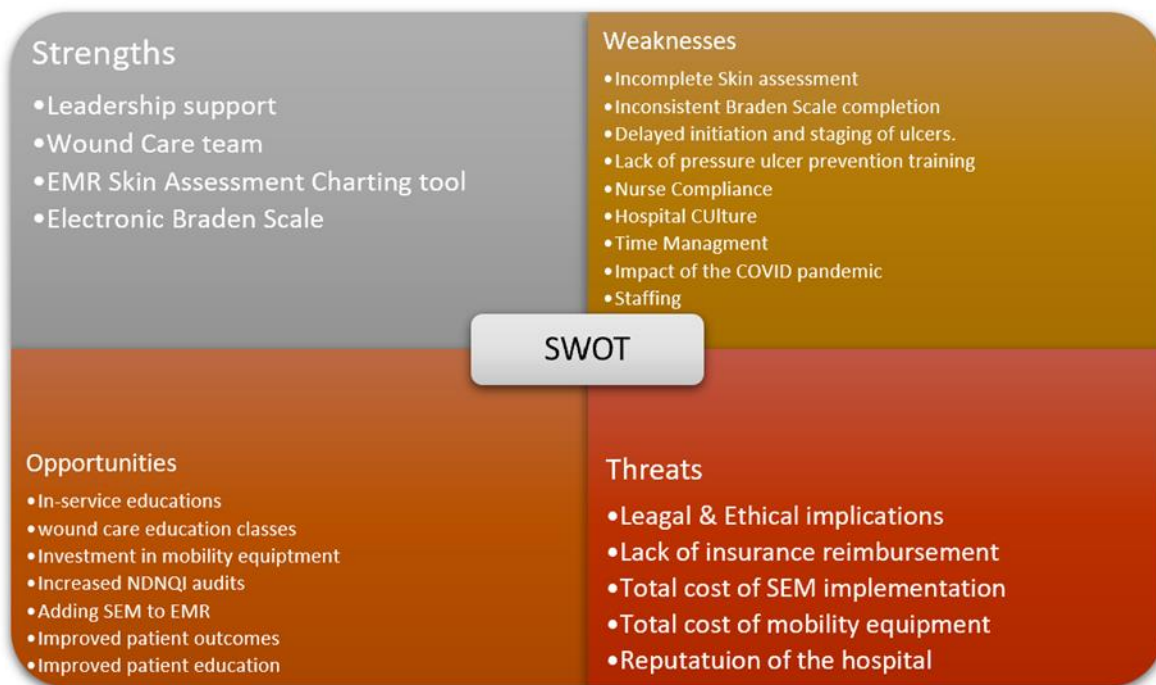 Strengths
•Leadership support
•Wound Care team
•EMR Skin Assessment Charting tool
•Electronic Braden Scale
Weaknesses
•Incomplete Skin assessment
•Inconsistent Braden Scale completion
•Delayed initiation and staging of ulcers.
•Lack of pressure ulcer prevention training
•Nurse Compliance
•Hospital CUlture
•Time Managment
•Impact of the COVID pandemic
•Staffing
SWOT
Opportunities
•In-service educations
•wound care education classes
•Investment in mobility equiptment
•Increased NDNQI audits
•Adding SEM to EMR
•Improved patient outcomes
•Improved patient education
Threats
•Leagal & Ethical implications
•Lack of insurance reimbursement
•Total cost of SEM implementation
•Total cost of mobility equipment
•Reputatuion of the hospital